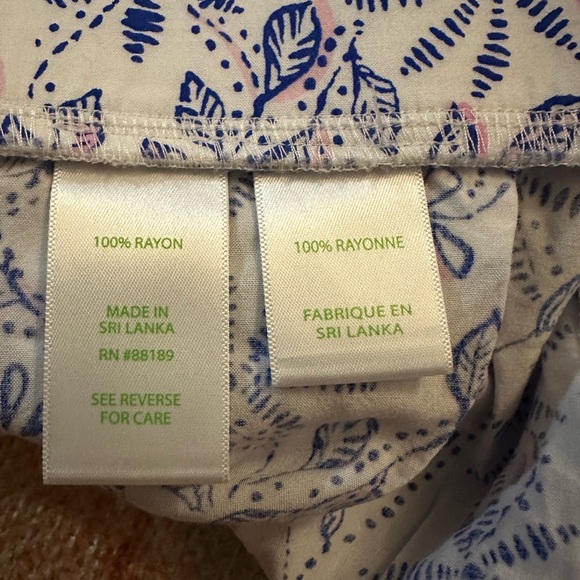 100% RAYON
MADE IN
SRI LANKA
RN #88189
SEE REVERSE
FOR CARE
100% RAYONNE
FABRIQUE EN
SRI LANKA